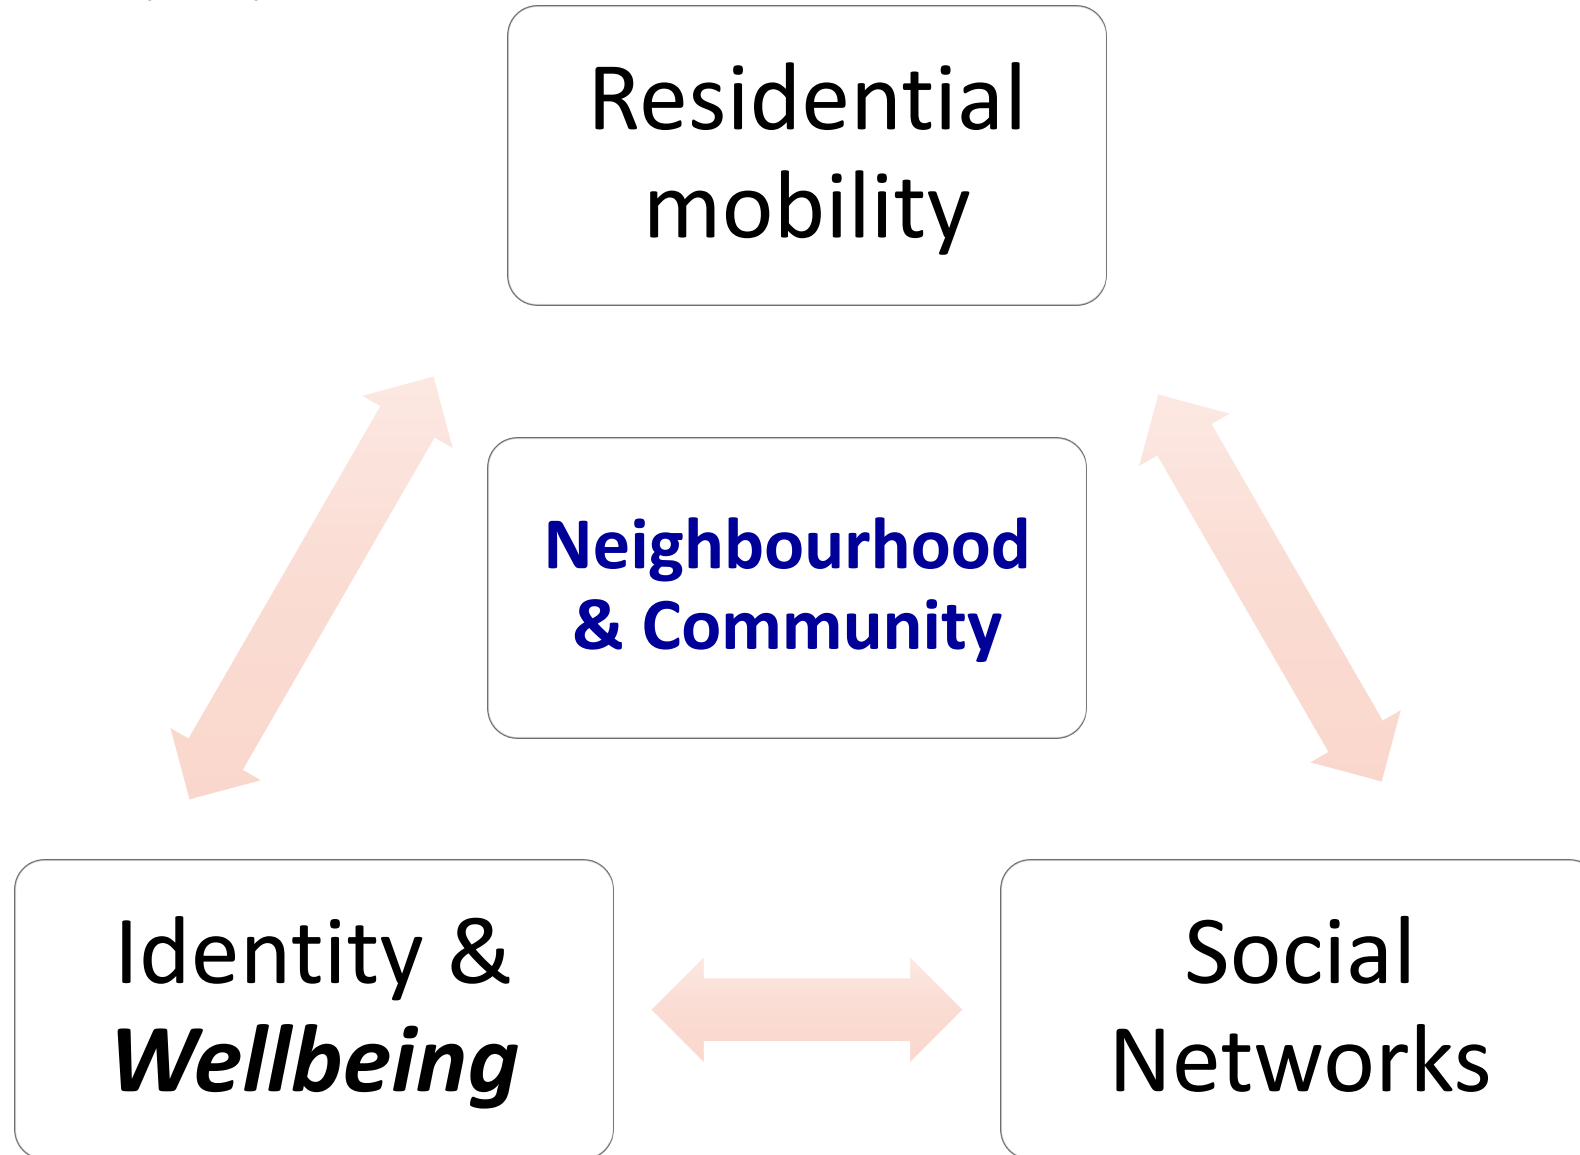 Residential
mobility
Neighbourhood
& Community
Identity &
Wellbeing
Social
Networks